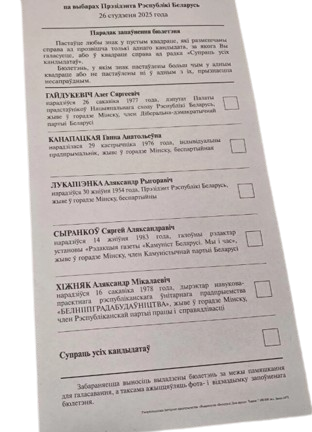 на выбарах Прэзідэнта Рэспублікі Беларусь
26 студзеня 2025 года
Парадак запаўнення бюлетэня
Пастаўце любы знак у пустым квадраце, які размешчаны
справа ад прозвішча толькі аднаго кандыдата, за якога Вы
галасуеце, або ў квадраце справа ад радка «Супраць усіх
кандыдатаў».
Бюлетэнь, у якім знак пастаўлены больш чым у адным
квадраце або не пастаўлены ні ў адным з іх, прызнаецца
несапраўдным.
ГАЙДУКЕВІЧ Алег Сяргеевіч
нарадзіўся 26 сакавіка 1977 года, дэпутат Палаты
прадстаўнікоў Нацыянальнага сходу Рэспублікі Беларусь,
жыве ў горадзе Мінску, член Ліберальна-дэмакратычнай
партыі Беларусі
КАНАПАЦКАЯ Ганна Анатольеўна
нарадзілася 29 кастрычніка 1976 года, індывідуальны
прадпрымальнік, жыве ў горадзе Мінску, беспартыйная
ЛУКАШЭНКА Аляксандр Рыгоравіч
нарадзіўся 30 жніўня 1954 года, Прэзідэнт Рэспублікі Беларусь,
жыве ў горадзе Мінску, беспартыйны
СЫРАНКОЎ Сяргей Аляксандравіч
нарадзіўся 14 жніўня 1983 года, галоўны рэдактар
установы «Рэдакцыя газеты «Камуніст Беларусі. Мы і час»,
жыве ў горадзе Мінску, член Камуністычнай партыі Беларусі
ХІЖНЯК Аляксандр Мікалаевіч
нарадзіўся 16 сакавіка 1978 года, дырэктар навукова-
праектнага рэспубліканскага ўнітарнага прадпрыемства
«БЕЛНДІПГРАДАБУДАЎНІЦТВА», жыве ў горадзе Мінску,
член Рэспубліканскай партыі працы і справядлівасці
Супраць усіх кандыдатаў
Забараняецца выносіць выдадзены бюлетэнь за межы памяшкання
для галасавання, а таксама ажыццяўляць фота- і відэаздымку запоўненага
бюлетэня.